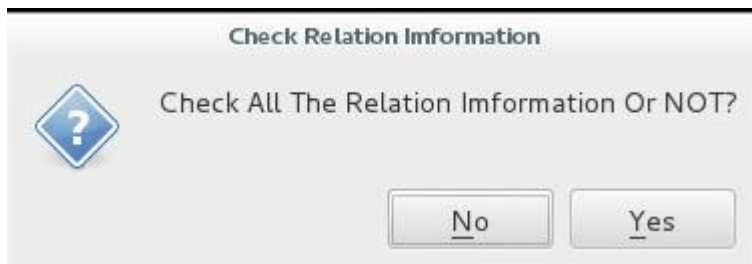 Check Relation Imformation
Check All The Relation Imformation Or NOT?
No
Yes